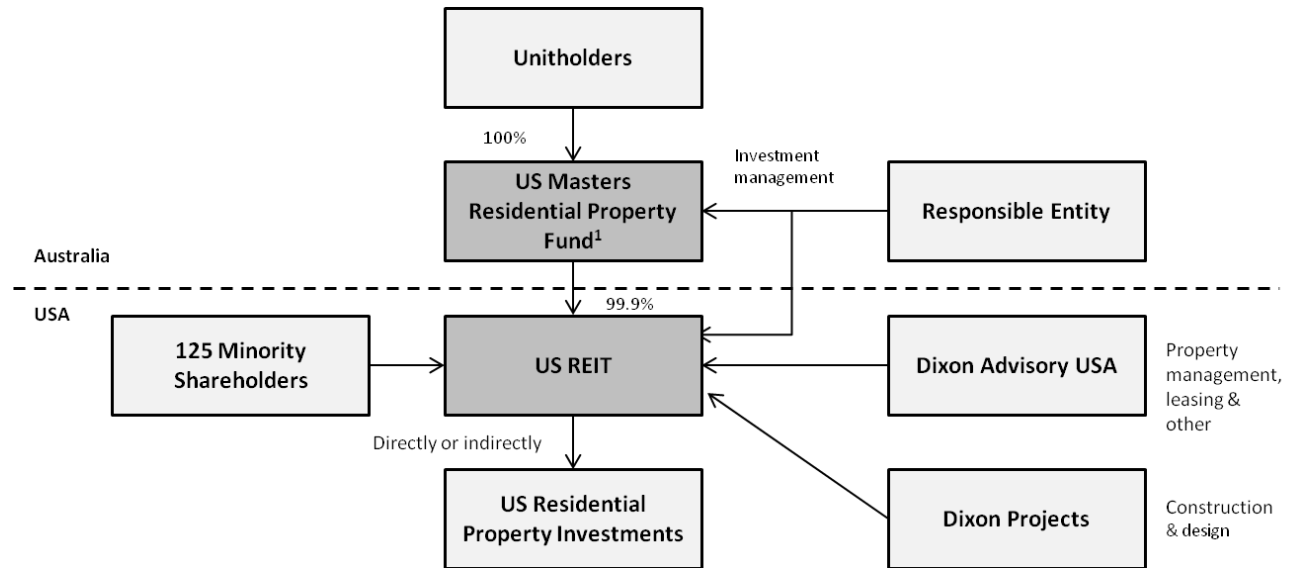 Unitholders
100%
Investment
management
US Masters
Residential Property
Fund¹
Responsible Entity
Australia
USA
99.9%
125 Minority
Shareholders
US REIT
Dixon Advisory USA
Property
management,
leasing &
other
Directly or indirectly
US Residential
Property Investments
Dixon Projects
Construction
& design